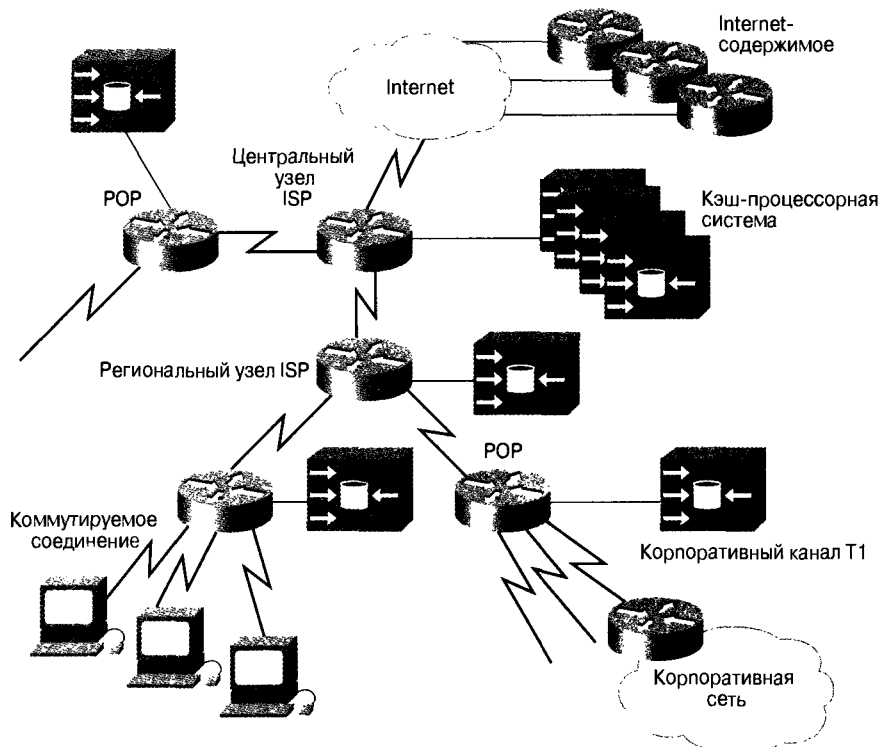 Internet-
содержимое
Internet
Центральный
узел
ISP
POP
Кэш-процессорная
система
Региональный узел ISP
POP
Коммутируемое
соединение
Корпоративный канал T1
Корпоративная
сеть